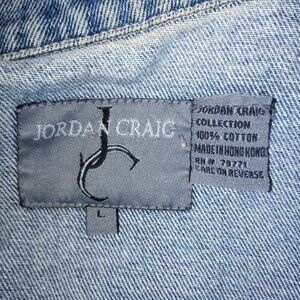 JORDAN CRAIG
JC
L
JORDAN CRAIG
COLLECTION
100% COTTON
MADE IN HONG KONG
RN# 79771
CARE ON REVERSE